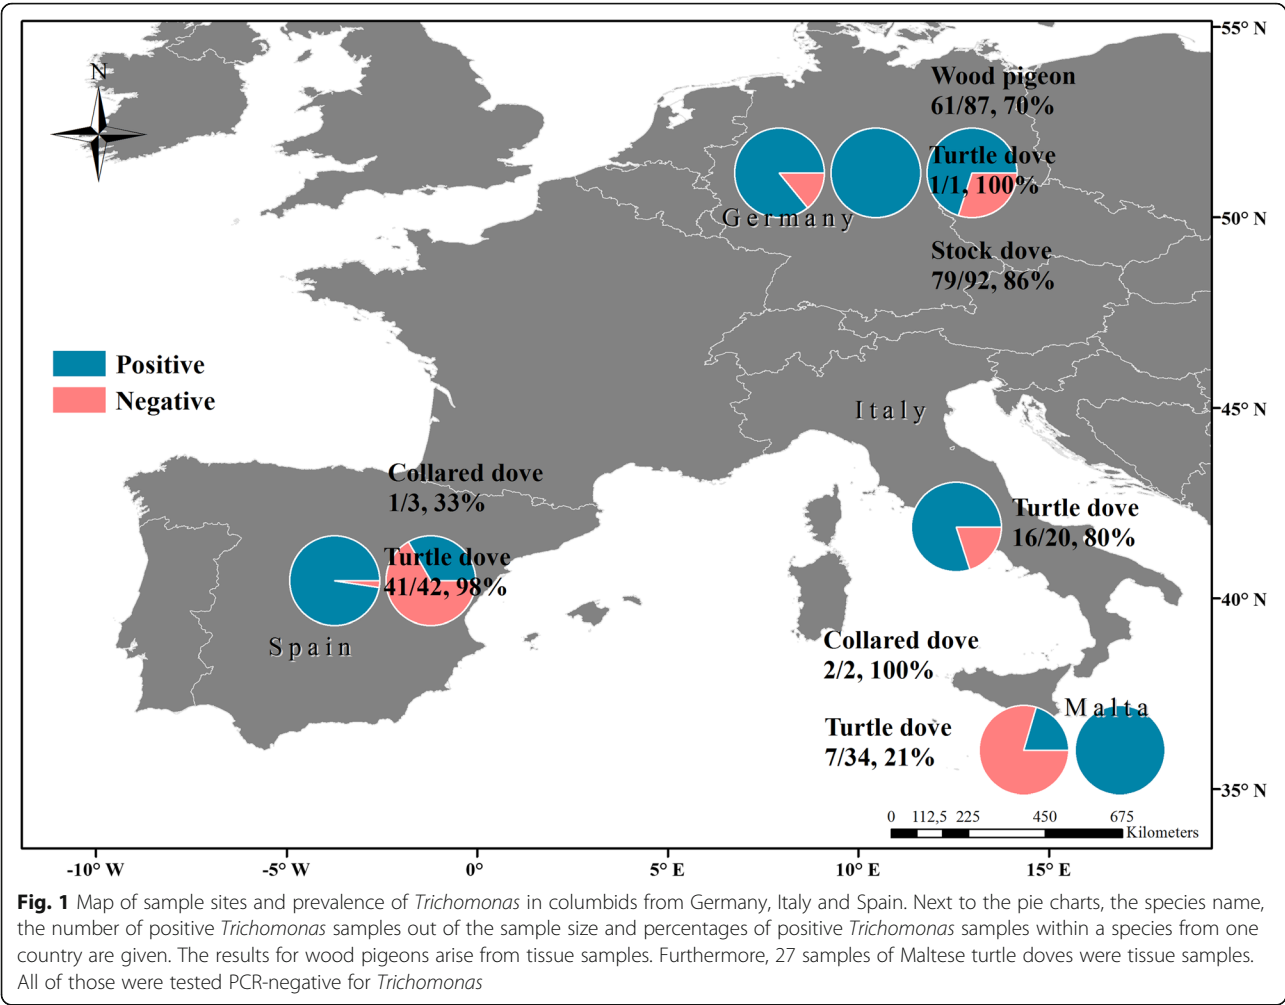 55° N
N
Wood pigeon
61/87, 70%
Turtle dove
1/1, 100%
Germany
50° N
Stock dove
79/92, 86%
Positive
Negative
Italy
45° N
Collared dove
1/3, 33%
Turtle dove
16/20, 80%
Turtle dove
41/42, 98%
40° N
Spain
Collared dove
2/2, 100%
Malta
Turtle dove
7/34, 21%
35° N
0 112,5 225 450 675
Kilometers
-10° W -5° W 0° 5° E 10° E 15° E
Fig. 1 Map of sample sites and prevalence of Trichomonas in columbids from Germany, Italy and Spain. Next to the pie charts, the species name,
the number of positive Trichomonas samples out of the sample size and percentages of positive Trichomonas samples within a species from one
country are given. The results for wood pigeons arise from tissue samples. Furthermore, 27 samples of Maltese turtle doves were tissue samples.
All of those were tested PCR-negative for Trichomonas